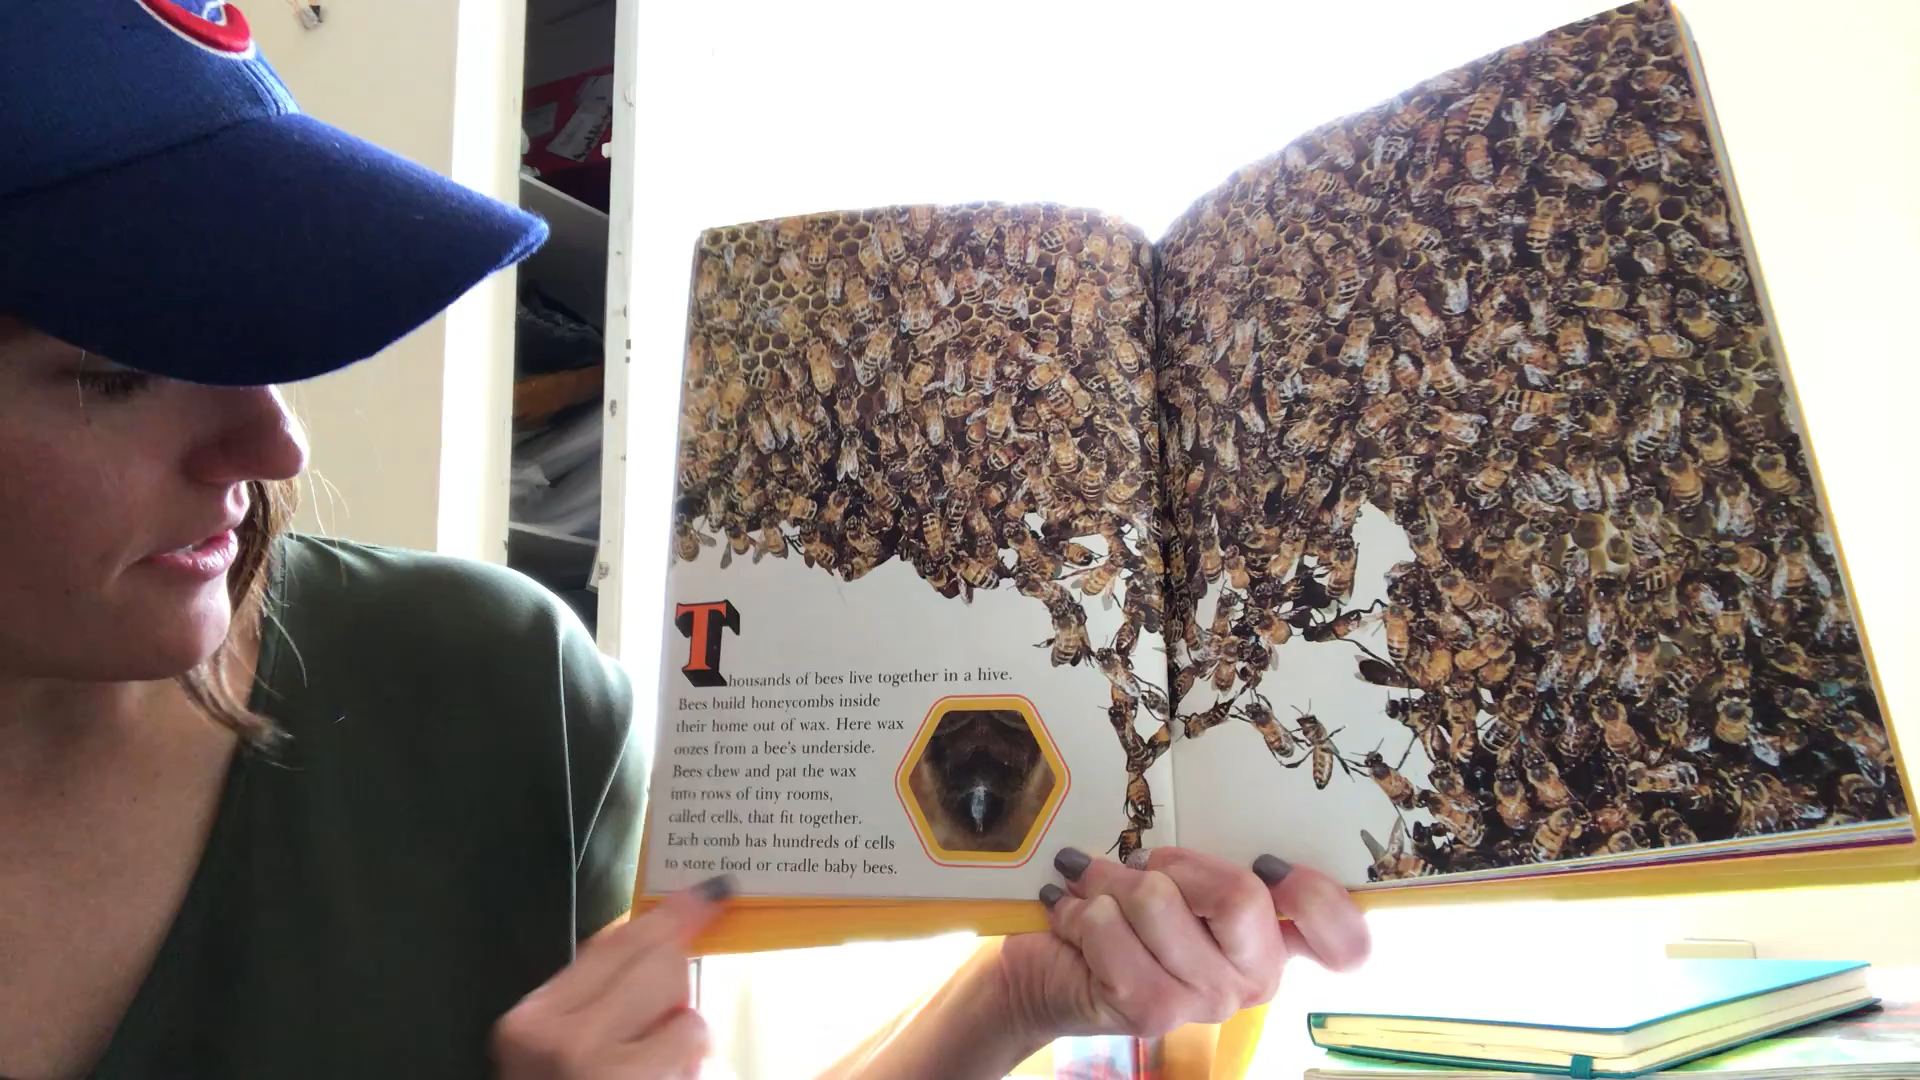 Thousands of bees live together in a hive.
Bees build honeycombs inside
their home out of wax. Here wax
oozes from a bee's underside.
Bees chew and pat the wax
into rows of tiny rooms,
called cells, that fit together.
Each comb has hundreds of cells
to store food or cradle baby bees.